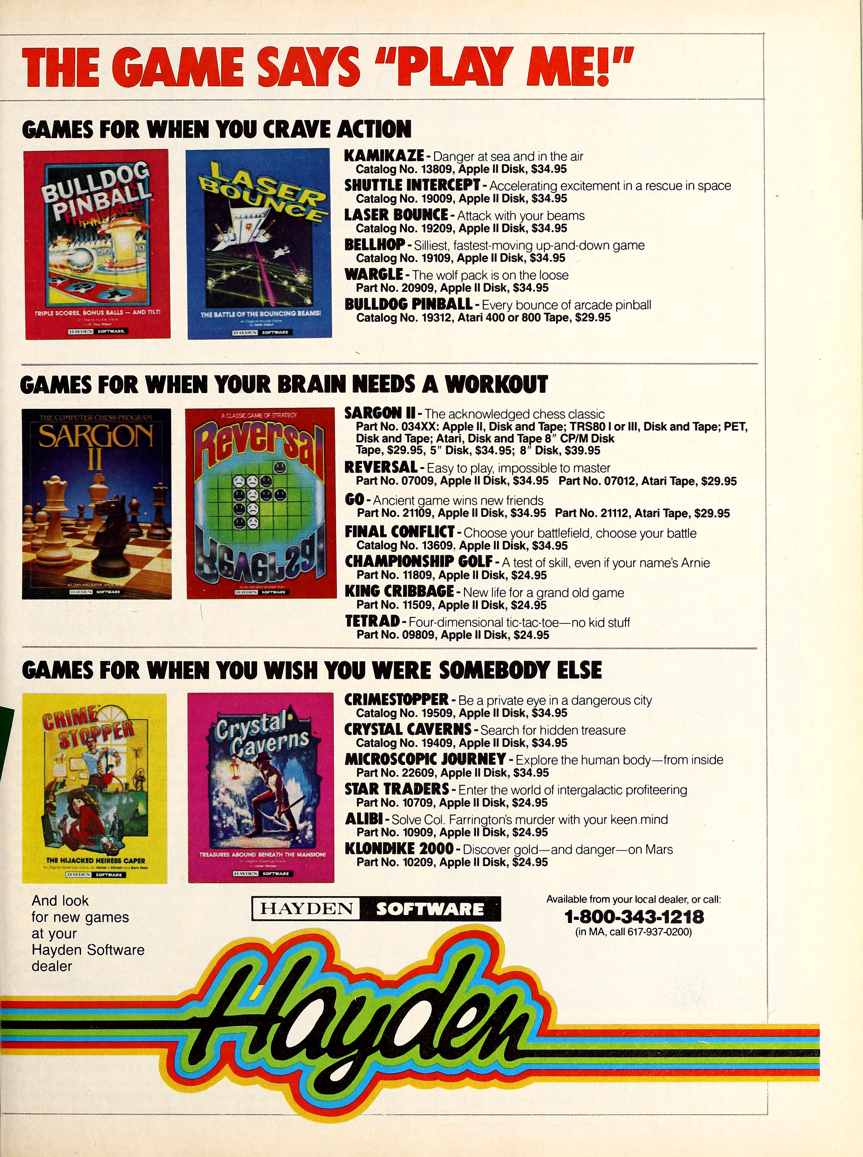 THE GAME SAYS “PLAY ME!”
GAMES FOR WHEN YOU CRAVE ACTION
BULLDOG
PINBALL
TRIPLE SCORES, BONUS BALLS — AND TILT!
HAYDEN SOFTWARE
LASER
BOUNCE
THE BATTLE OF THE BOUNCING BEAMS!
HAYDEN SOFTWARE
KAMIKAZE - Danger at sea and in the air
Catalog No. 13809, Apple II Disk, $34.95
SHUTTLE INTERCEPT - Accelerating excitement in a rescue in space
Catalog No. 19009, Apple II Disk, $34.95
LASER BOUNCE - Attack with your beams
Catalog No. 19209, Apple II Disk, $34.95
BELLHOP - Silliest, fastest-moving up-and-down game
Catalog No. 19109, Apple II Disk, $34.95
WARGLE - The wolf pack is on the loose
Part No. 20909, Apple II Disk, $34.95
BULLDOG PINBALL - Every bounce of arcade pinball
Catalog No. 19312, Atari 400 or 800 Tape, $29.95
GAMES FOR WHEN YOUR BRAIN NEEDS A WORKOUT
THE COMPUTER CHESS PROGRAM
SARGON
II
HAYDEN SOFTWARE
A CLASSIC GAME OF STRATEGY
Reversal
Reversal
HAYDEN SOFTWARE
SARGON II - The acknowledged chess classic
Part No. 034XX: Apple II, Disk and Tape; TRS80 I or III, Disk and Tape; PET,
Disk and Tape; Atari, Disk and Tape 8" CP/M Disk
Tape, $29.95, 5" Disk, $34.95; 8" Disk, $39.95
REVERSAL - Easy to play, impossible to master
Part No. 07009, Apple II Disk, $34.95 Part No. 07012, Atari Tape, $29.95
GO - Ancient game wins new friends
Part No. 21109, Apple II Disk, $34.95 Part No. 21112, Atari Tape, $29.95
FINAL CONFLICT - Choose your battlefield, choose your battle
Catalog No. 13609, Apple II Disk, $34.95
CHAMPIONSHIP GOLF - A test of skill, even if your name's Arnie
Part No. 11809, Apple II Disk, $24.95
KING CRIBBAGE - New life for a grand old game
Part No. 11509, Apple II Disk, $24.95
TETRAD - Four-dimensional tic-tac-toe—no kid stuff
Part No. 09809, Apple II Disk, $24.95
GAMES FOR WHEN YOU WISH YOU WERE SOMEBODY ELSE
CRIME
STOPPER
THE HIJACKED HEIRESS CAPER
HAYDEN SOFTWARE
Crystal
Caverns
TREASURES ABOUND BENEATH THE MANSION!
HAYDEN SOFTWARE
CRIMESTOPPER - Be a private eye in a dangerous city
Catalog No. 19509, Apple II Disk, $34.95
CRYSTAL CAVERNS - Search for hidden treasure
Catalog No. 19409, Apple II Disk, $34.95
MICROSCOPIC JOURNEY - Explore the human body—from inside
Part No. 22609, Apple II Disk, $34.95
STAR TRADERS - Enter the world of intergalactic profiteering
Part No. 10709, Apple II Disk, $24.95
ALIBI - Solve Col. Farrington's murder with your keen mind
Part No. 10909, Apple II Disk, $24.95
KLONDIKE 2000 - Discover gold—and danger—on Mars
Part No. 10209, Apple II Disk, $24.95
And look
for new games
at your
Hayden Software
dealer
HAYDEN SOFTWARE
Available from your local dealer, or call:
1-800-343-1218
(in MA, call 617-937-0200)
Hayden